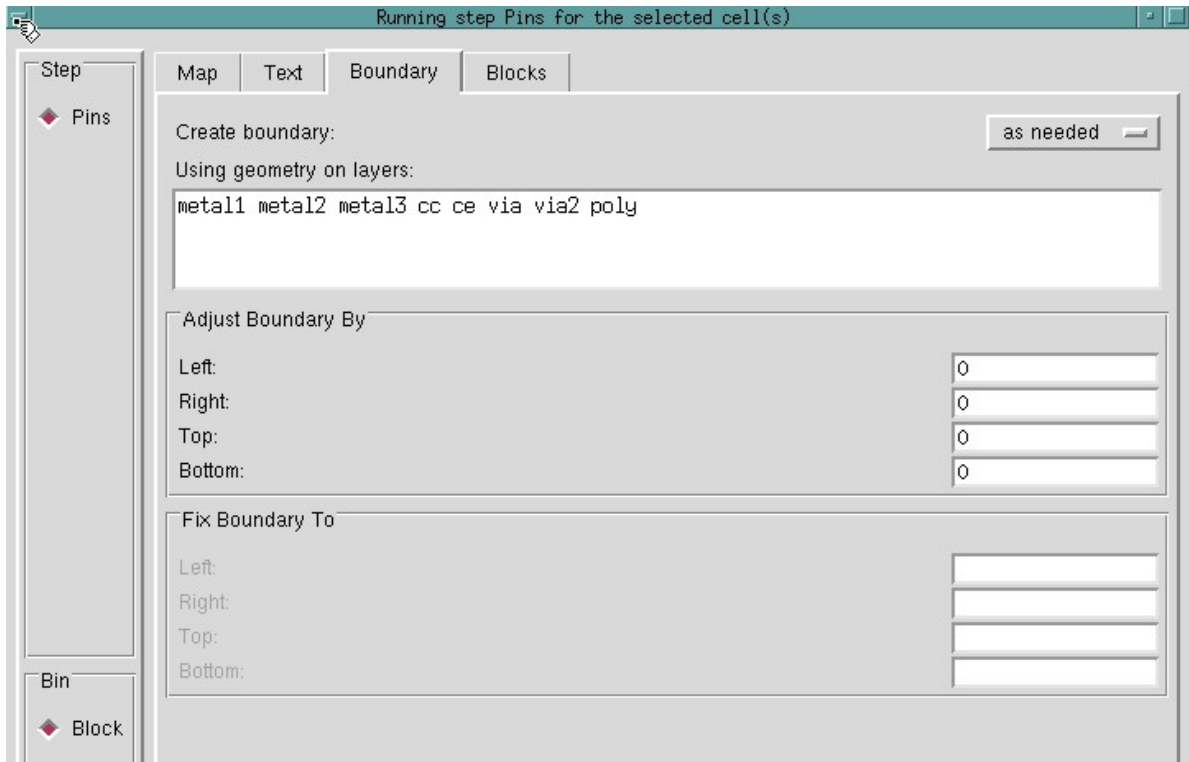 Running step Pins for the selected cell(s)
Step
Pins
Map Text Boundary Blocks
Create boundary: as needed
Using geometry on layers:
metal1 metal2 metal3 cc ce via via2 poly
Adjust Boundary By
Left: 0
Right: 0
Top: 0
Bottom: 0
Fix Boundary To
Left:
Right:
Top:
Bottom:
Bin
Block